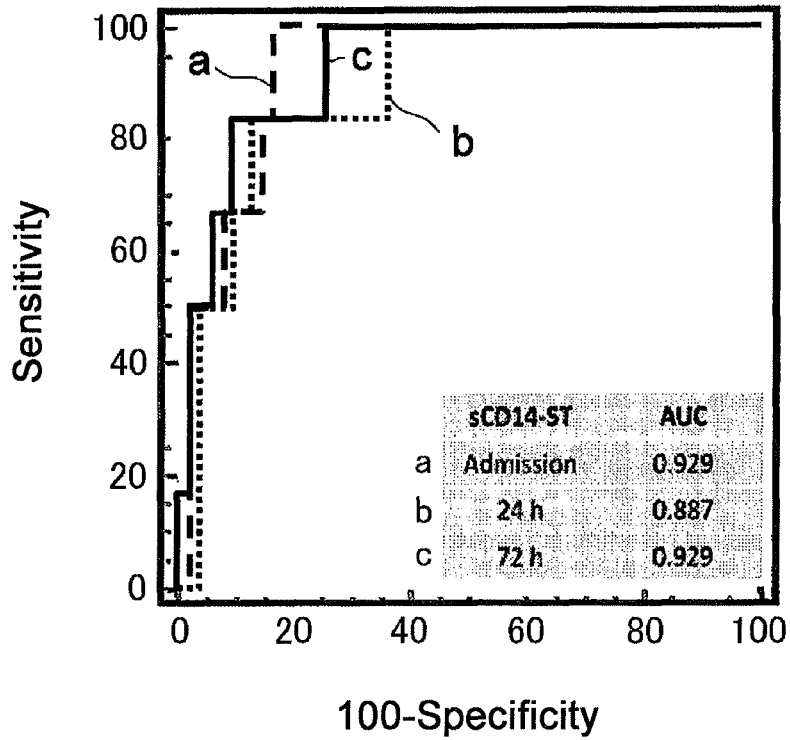 100
80
60
40
20
0
Sensitivity
a
c
b
sCD14-ST AUC
a Admission 0.929
b 24 h 0.887
c 72 h 0.929
0 20 40 60 80 100
100-Specificity